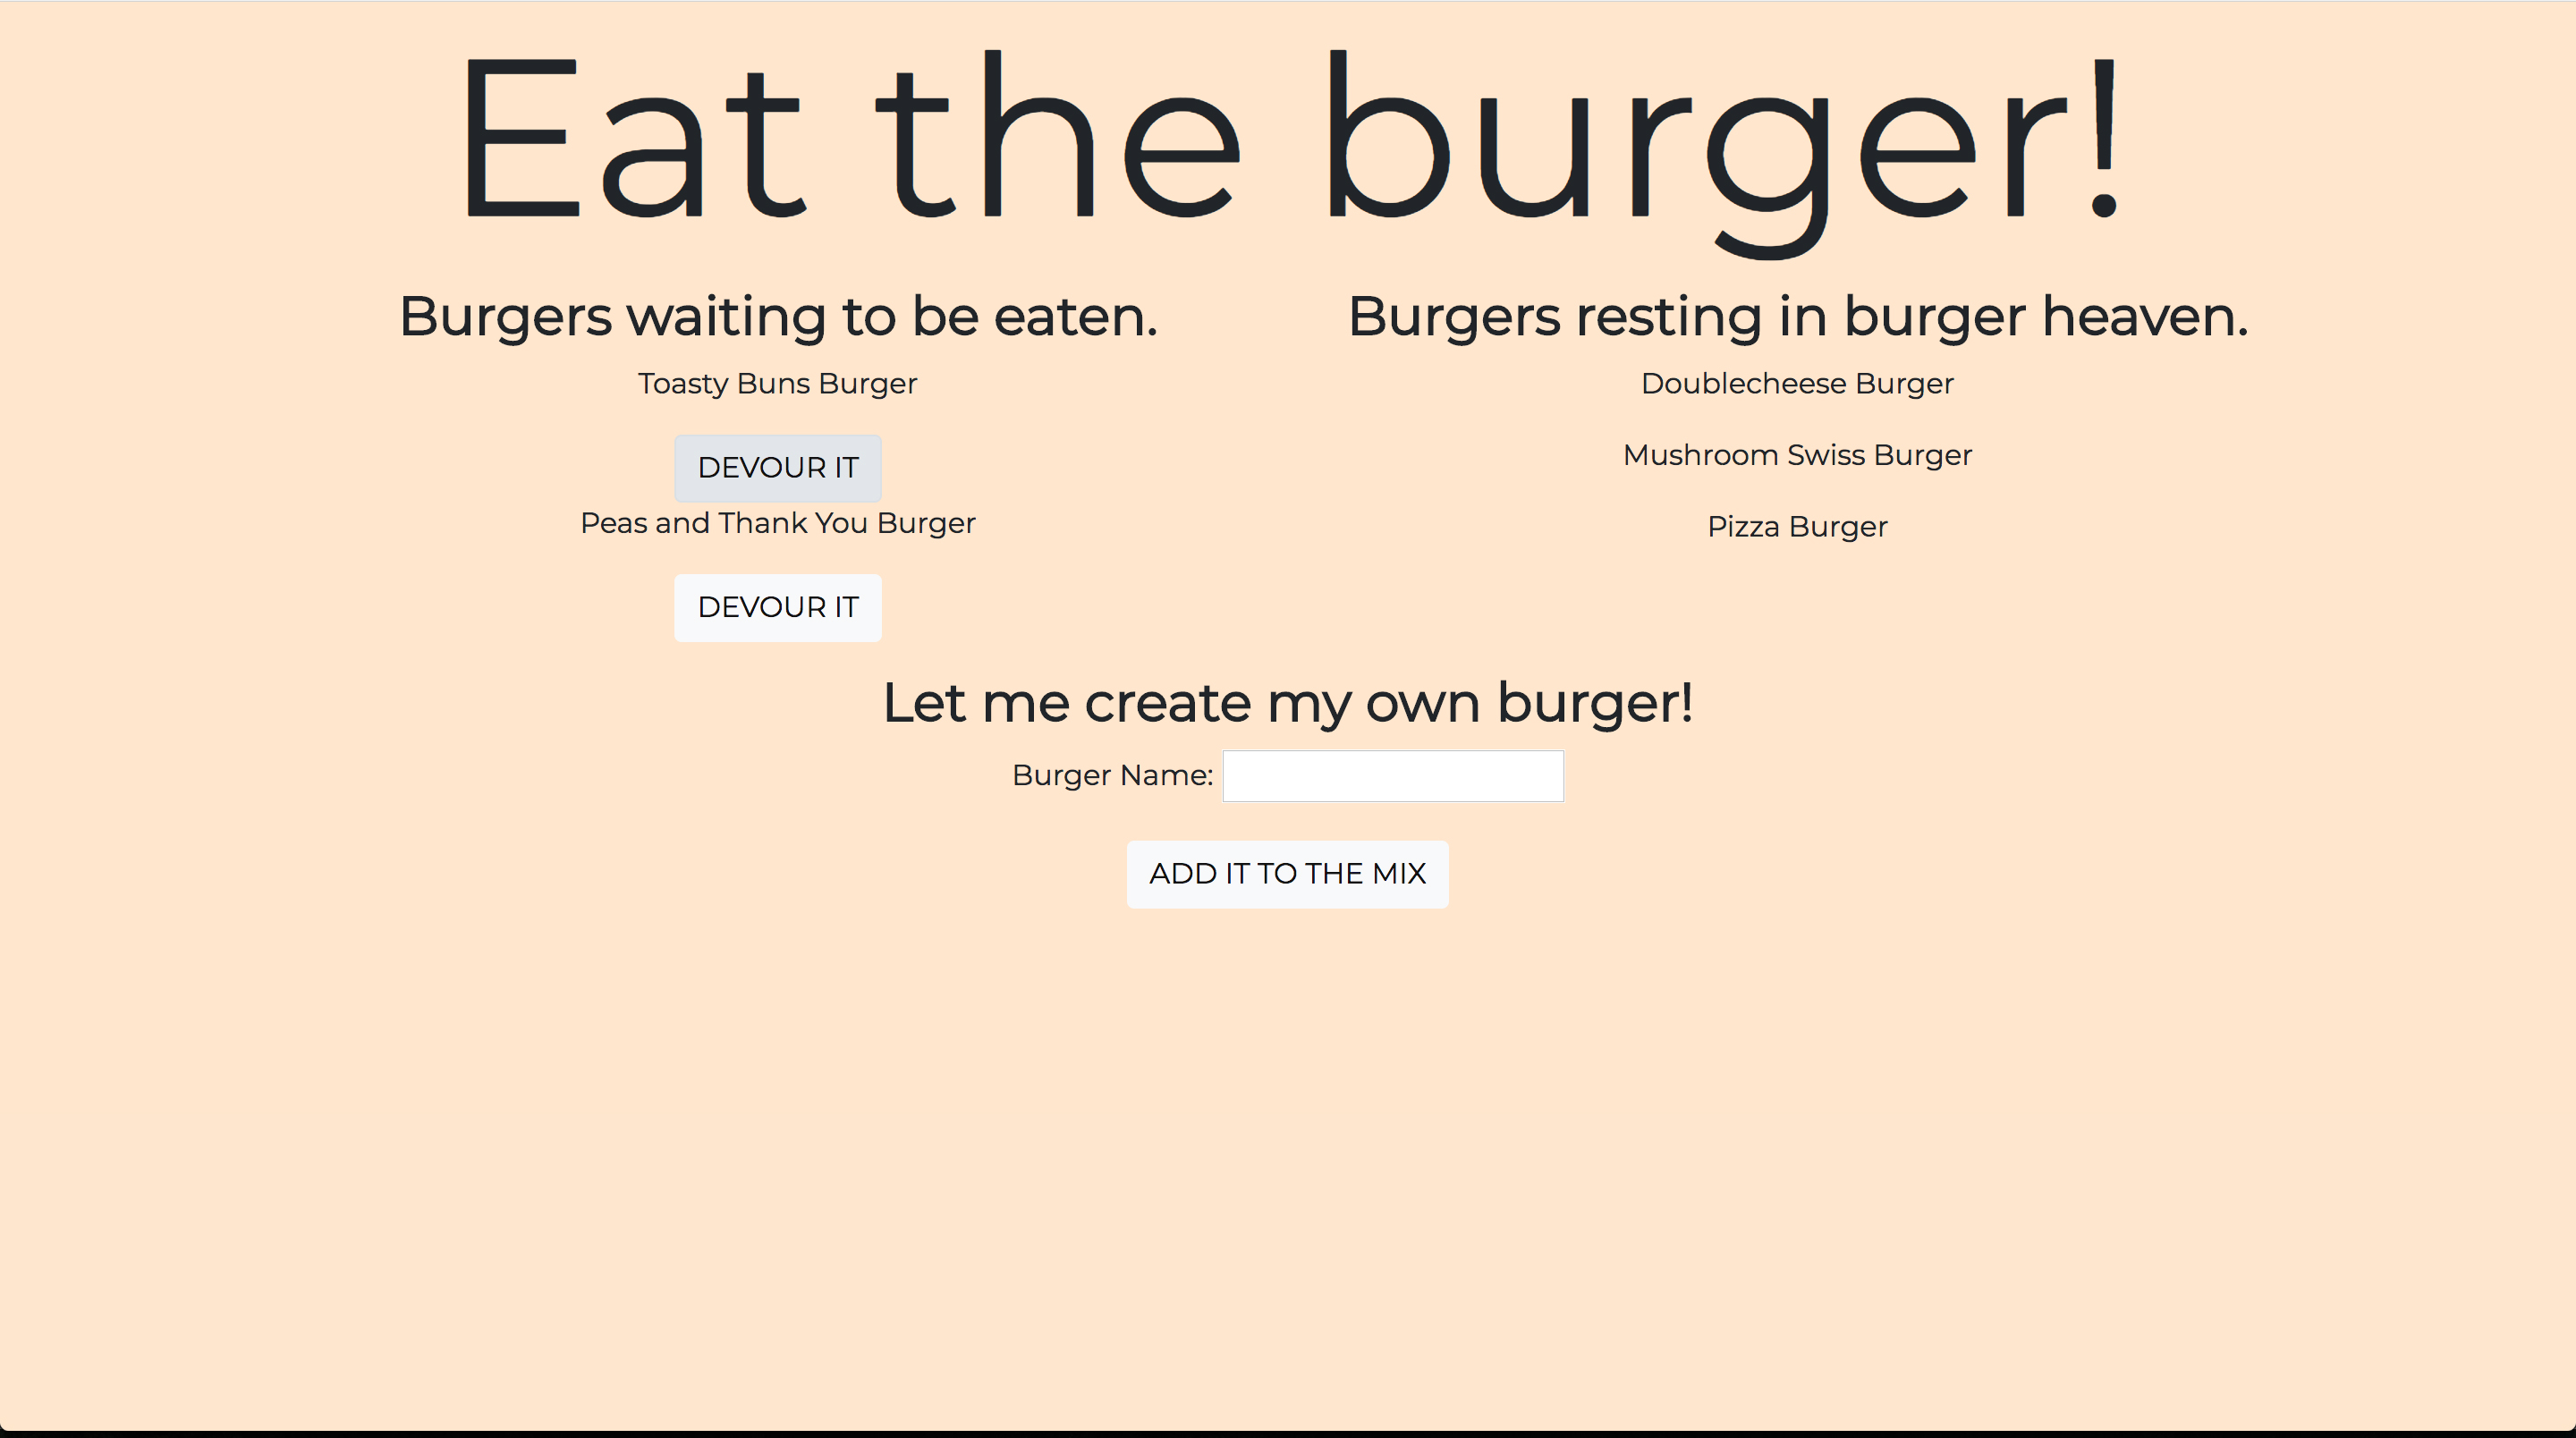 Eat the burger!
Burgers waiting to be eaten.
Toasty Buns Burger
DEVOUR IT
Peas and Thank You Burger
DEVOUR IT
Burgers resting in burger heaven.
Doublecheese Burger
Mushroom Swiss Burger
Pizza Burger
Let me create my own burger!
Burger Name:
ADD IT TO THE MIX